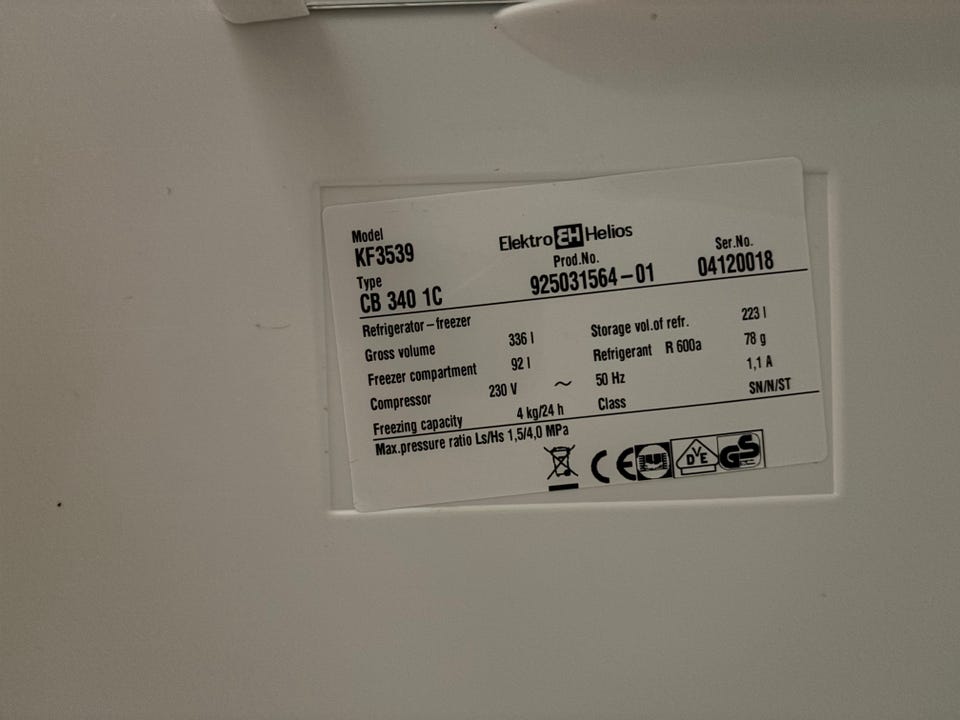 Model
KF3539
Elektro EH Helios
Prod.No.
925031564-01
Ser.No.
04120018
Type
CB 340 1C
Refrigerator-freezer
Gross volume 336 l
Freezer compartment 92 l
Compressor 230 V ~ 50 Hz 1,1 A
Freezing capacity 4 kg/24 h
Storage vol.of refr. 223 l
Refrigerant R 600a 78 g
Class SN/N/ST
Max.pressure ratio Ls/Hs 1,5/4,0 MPa
CE
VDE
GS